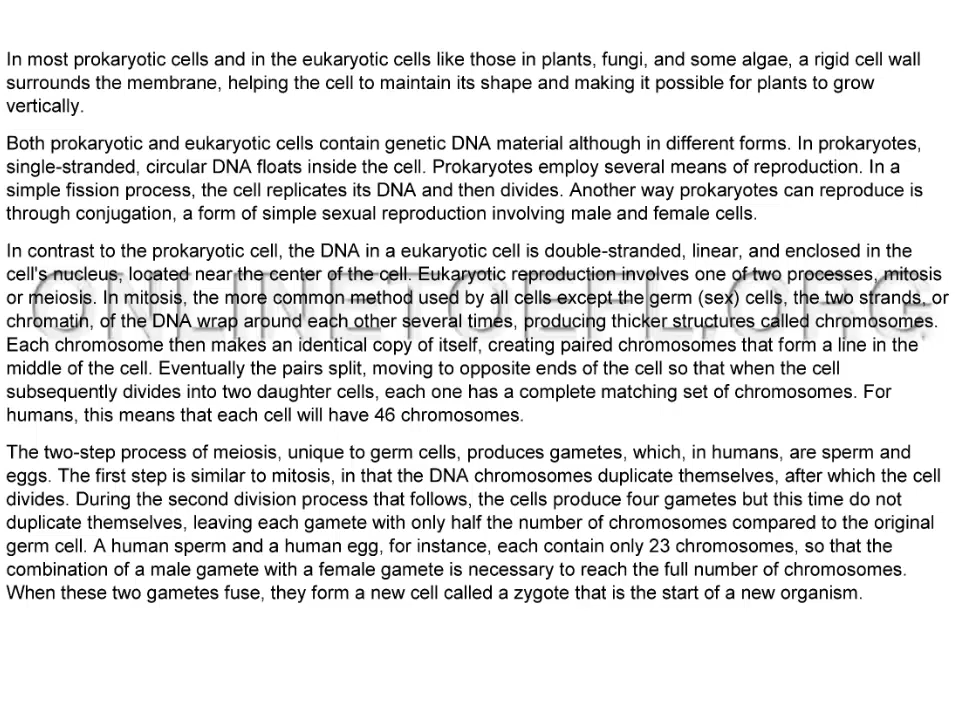 In most prokaryotic cells and in the eukaryotic cells like those in plants, fungi, and some algae, a rigid cell wall
surrounds the membrane, helping the cell to maintain its shape and making it possible for plants to grow
vertically.
Both prokaryotic and eukaryotic cells contain genetic DNA material although in different forms. In prokaryotes,
single-stranded, circular DNA floats inside the cell. Prokaryotes employ several means of reproduction. In a
simple fission process, the cell replicates its DNA and then divides. Another way prokaryotes can reproduce is
through conjugation, a form of simple sexual reproduction involving male and female cells.
In contrast to the prokaryotic cell, the DNA in a eukaryotic cell is double-stranded, linear, and enclosed in the
cell's nucleus, located near the center of the cell. Eukaryotic reproduction involves one of two processes, mitosis
or meiosis. In mitosis, the more common method used by all cells except the germ (sex) cells, the two strands, or
chromatin, of the DNA wrap around each other several times, producing thicker structures called chromosomes.
Each chromosome then makes an identical copy of itself, creating paired chromosomes that form a line in the
middle of the cell. Eventually the pairs split, moving to opposite ends of the cell so that when the cell
subsequently divides into two daughter cells, each one has a complete matching set of chromosomes. For
humans, this means that each cell will have 46 chromosomes.
The two-step process of meiosis, unique to germ cells, produces gametes, which, in humans, are sperm and
eggs. The first step is similar to mitosis, in that the DNA chromosomes duplicate themselves, after which the cell
divides. During the second division process that follows, the cells produce four gametes but this time do not
duplicate themselves, leaving each gamete with only half the number of chromosomes compared to the original
germ cell. A human sperm and a human egg, for instance, each contain only 23 chromosomes, so that the
combination of a male gamete with a female gamete is necessary to reach the full number of chromosomes.
When these two gametes fuse, they form a new cell called a zygote that is the start of a new organism.
ONLINETOEFL.ORG